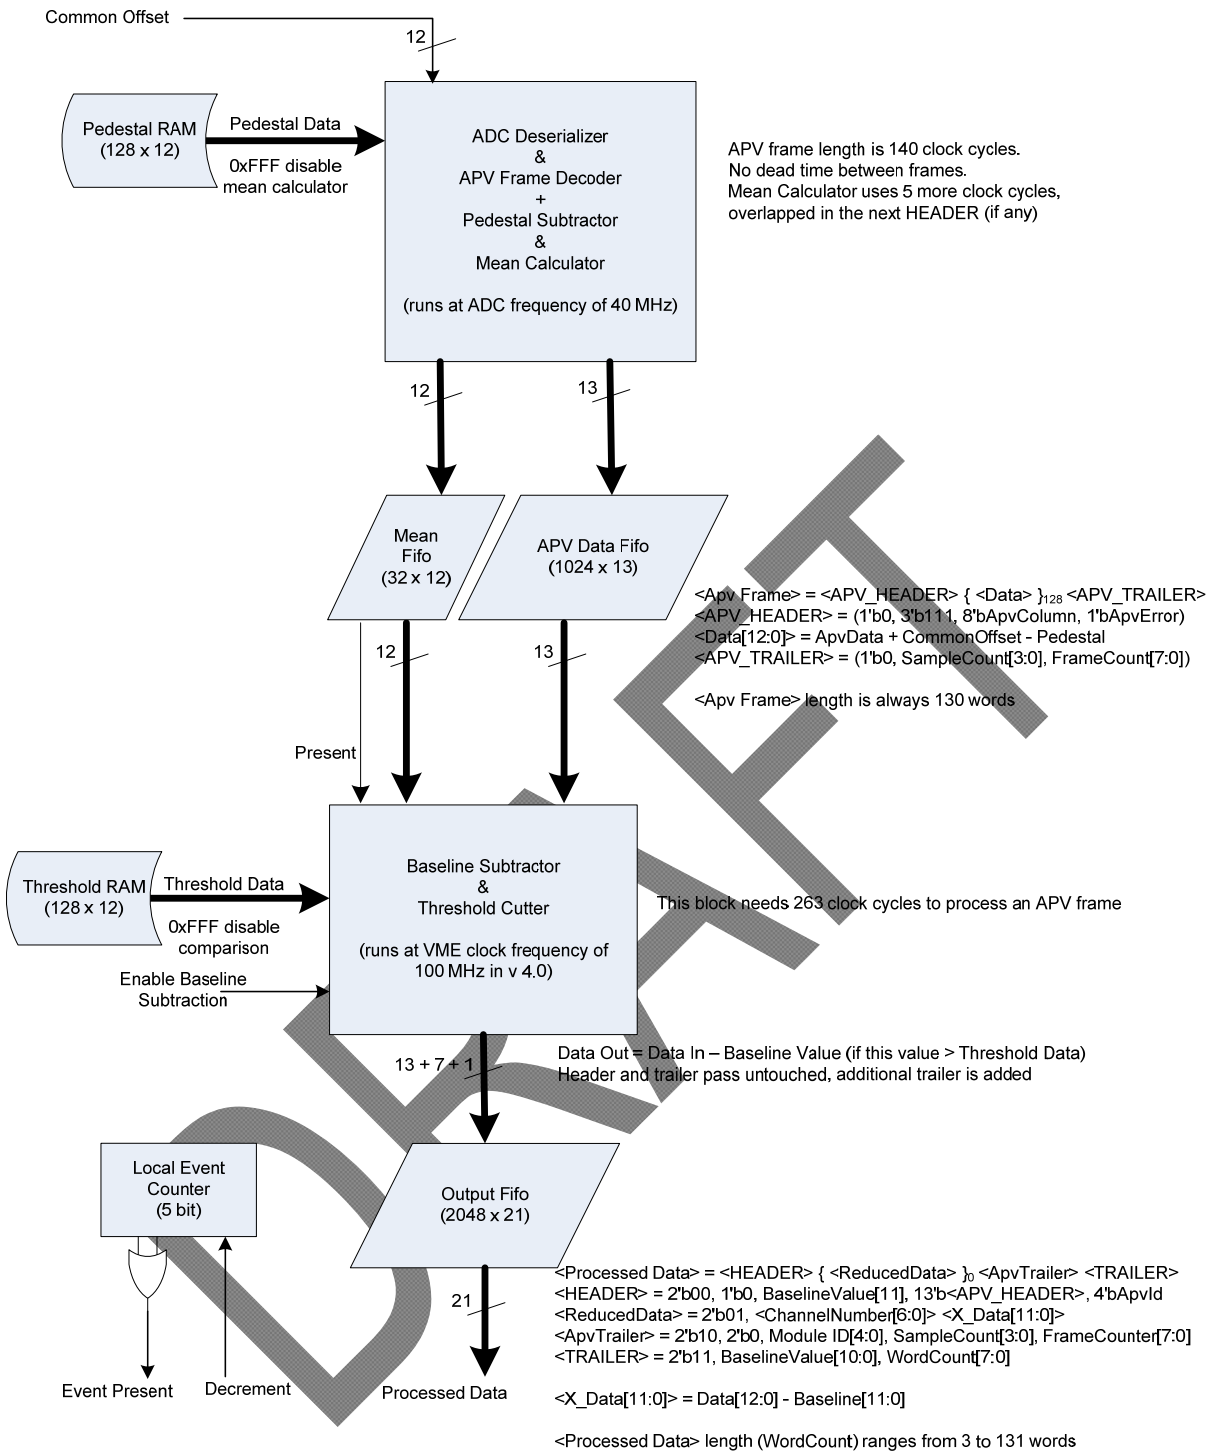 Common Offset
12
Pedestal RAM
(128 x 12)
Pedestal Data
0xFFF disable
mean calculator
ADC Deserializer
&
APV Frame Decoder
+
Pedestal Subtractor
&
Mean Calculator
(runs at ADC frequency of 40 MHz)
APV frame length is 140 clock cycles.
No dead time between frames.
Mean Calculator uses 5 more clock cycles,
overlapped in the next HEADER (if any)
12
13
Mean
Fifo
(32 x 12)
APV Data Fifo
(1024 x 13)
<Apv Frame> = <APV_HEADER> { <Data> }128 <APV_TRAILER>
<APV_HEADER> = (1'b0, 3'b111, 8'bApvColumn, 1'bApvError)
<Data[12:0]> = ApvData + CommonOffset - Pedestal
<APV_TRAILER> = (1'b0, SampleCount[3:0], FrameCount[7:0])
<Apv Frame> length is always 130 words
12
13
Present
Threshold RAM
(128 x 12)
Threshold Data
0xFFF disable
comparison
Enable Baseline
Subtraction
Baseline Subtractor
&
Threshold Cutter
(runs at VME clock frequency of
100 MHz in v 4.0)
This block needs 263 clock cycles to process an APV frame
13 + 7 + 1
Data Out = Data In – Baseline Value (if this value > Threshold Data)
Header and trailer pass untouched, additional trailer is added
Local Event
Counter
(5 bit)
Output Fifo
(2048 x 21)
Event Present
Decrement
21
Processed Data
<Processed Data> = <HEADER> { <ReducedData> }0 <ApvTrailer> <TRAILER>
<HEADER> = 2'b00, 1'b0, BaselineValue[11], 13'b<APV_HEADER>, 4'bApvId
<ReducedData> = 2'b01, <ChannelNumber[6:0]> <X_Data[11:0]>
<ApvTrailer> = 2'b10, 2'b0, Module ID[4:0], SampleCount[3:0], FrameCounter[7:0]
<TRAILER> = 2'b11, BaselineValue[10:0], WordCount[7:0]
<X_Data[11:0]> = Data[12:0] - Baseline[11:0]
<Processed Data> length (WordCount) ranges from 3 to 131 words
DRAFT